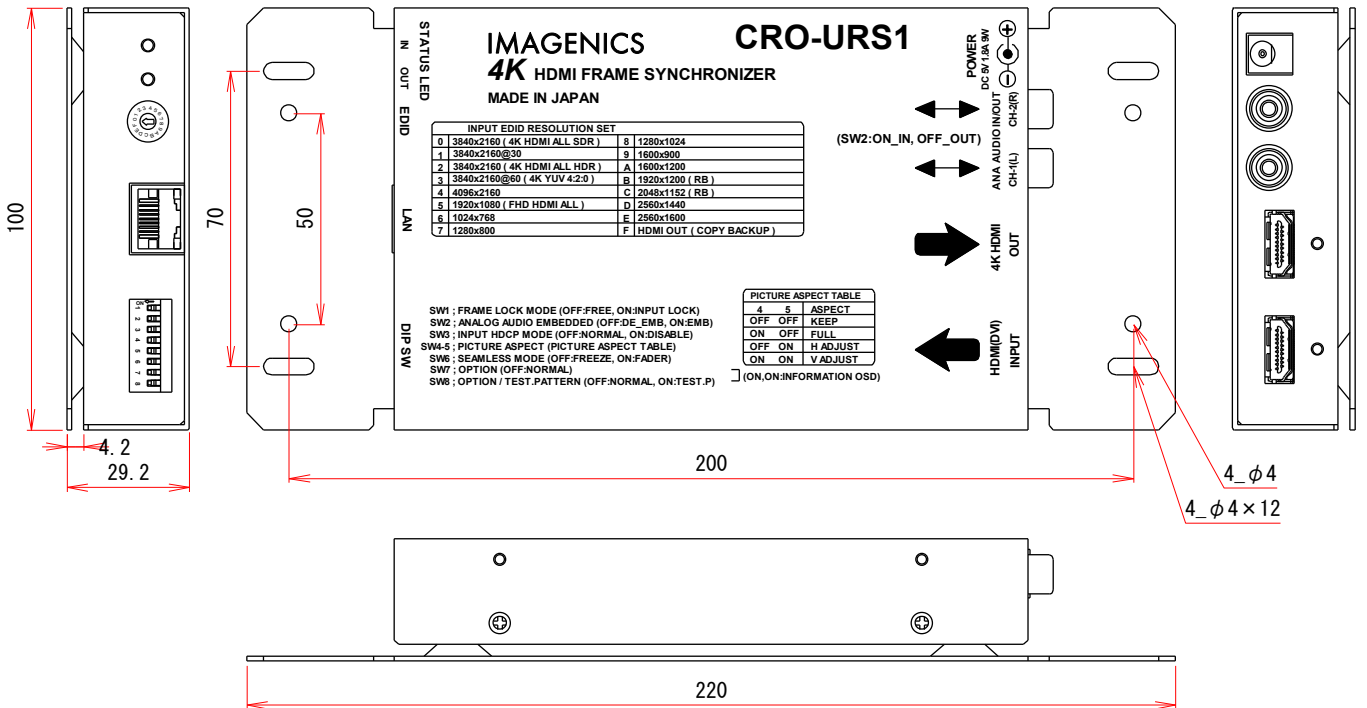 IMAGENICS
CRO-URS1
4K HDMI FRAME SYNCHRONIZER
MADE IN JAPAN
STATUS LED
IN OUT
EDID
LAN
DIP SW
POWER
DC 5V 1.8A 9W
ANA AUDIO IN/OUT
CH-2(R)
CH-1(L)
(SW2:ON_IN, OFF_OUT)
4K HDMI
OUT
HDMI(DVI)
INPUT
INPUT EDID RESOLUTION SET
0 3840x2160 ( 4K HDMI ALL SDR ) 8 1280x1024
1 3840x2160@30 9 1600x900
2 3840x2160 ( 4K HDMI ALL HDR ) A 1600x1200
3 3840x2160@60 ( 4K YUV 4:2:0 ) B 1920x1200 ( RB )
4 4096x2160 C 2048x1152 ( RB )
5 1920x1080 ( FHD HDMI ALL ) D 2560x1440
6 1024x768 E 2560x1600
7 1280x800 F HDMI OUT ( COPY BACKUP )
SW1 ; FRAME LOCK MODE (OFF:FREE, ON:INPUT LOCK)
SW2 ; ANALOG AUDIO EMBEDDED (OFF:DE_EMB, ON:EMB)
SW3 ; INPUT HDCP MODE (OFF:NORMAL, ON:DISABLE)
SW4-5 ; PICTURE ASPECT (PICTURE ASPECT TABLE)
SW6 ; SEAMLESS MODE (OFF:FREEZE, ON:FADER)
SW7 ; OPTION (OFF:NORMAL)
SW8 ; OPTION / TEST.PATTERN (OFF:NORMAL, ON:TEST.P)
(ON,ON:INFORMATION OSD)
PICTURE ASPECT TABLE
4 5 ASPECT
OFF OFF KEEP
ON OFF FULL
OFF ON H ADJUST
ON ON V ADJUST
100
70
50
4.2
29.2
200
4_φ4
4_φ4×12
220
ON
1
2
3
4
5
6
7
8